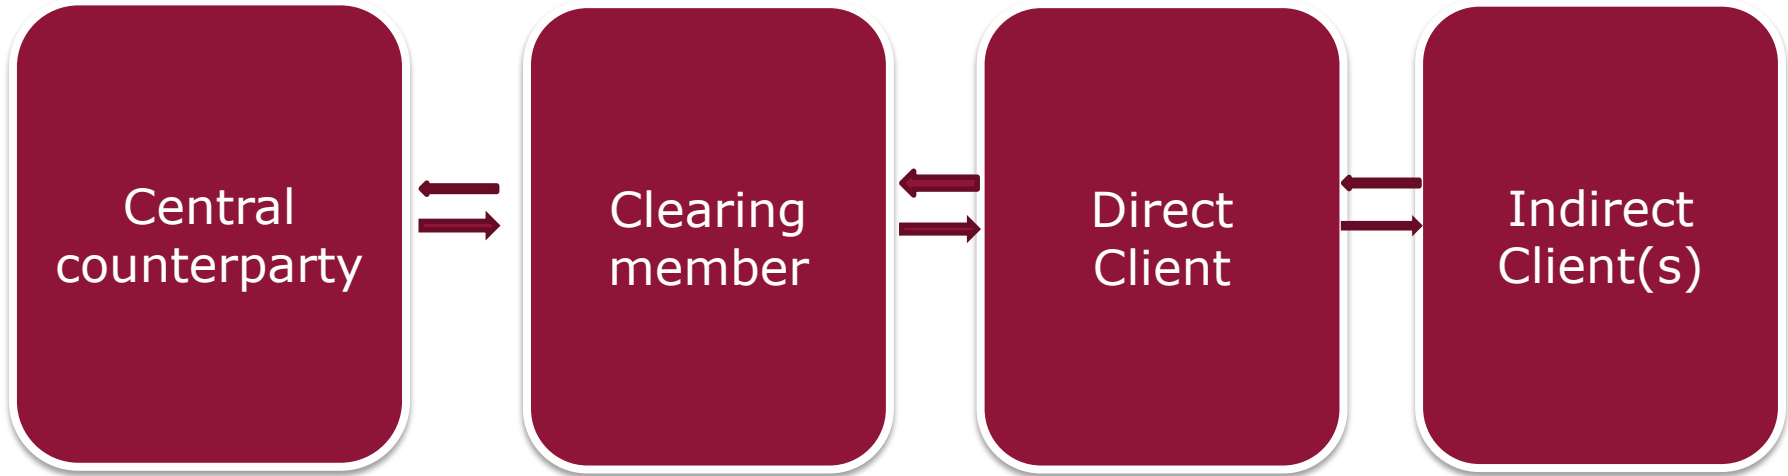 Central
counterparty
Clearing
member
Direct
Client
Indirect
Client(s)